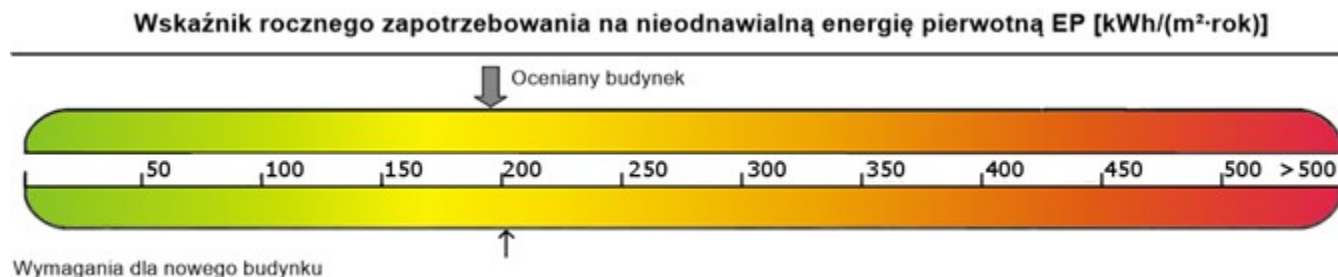 Wskaźnik rocznego zapotrzebowania na nieodnawialną energię pierwotną EP [kWh/(m²·rok)]
Oceniany budynek
50 100 150 200 250 300 350 400 450 500 >500
Wymagania dla nowego budynku